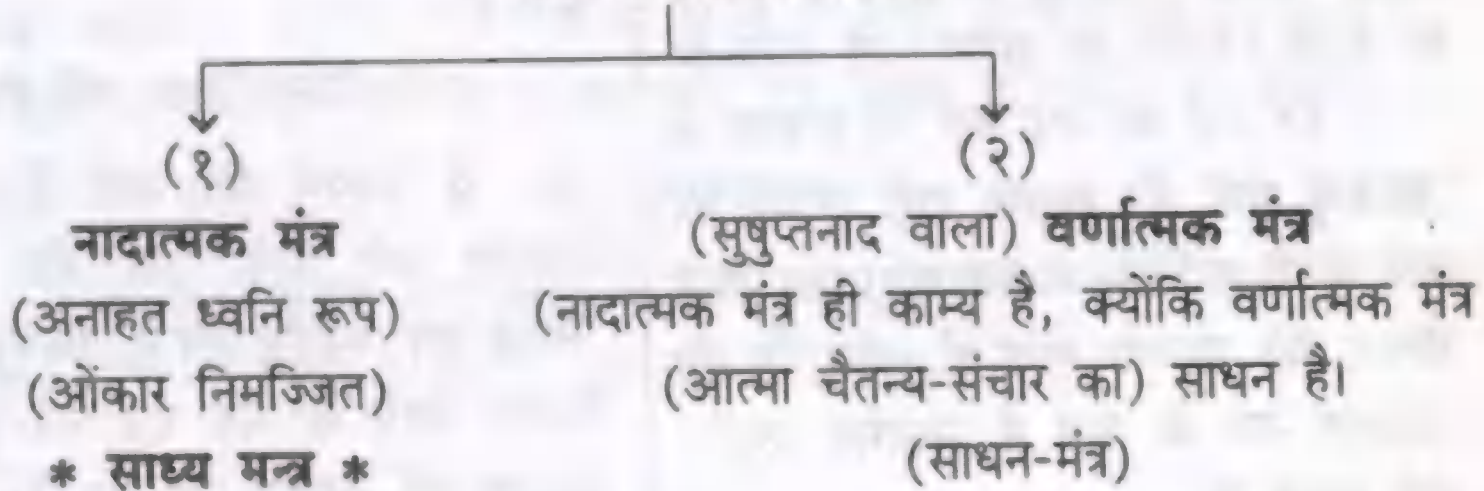 (१)
नादात्मक मंत्र
(अनाहत ध्वनि रूप)
(ओंकार निमज्जित)
* साध्य मन्त्र *
(२)
(सुषुप्तनाद वाला) वर्णात्मक मंत्र
(नादात्मक मंत्र ही काम्य है, क्योंकि वर्णात्मक मंत्र
(आत्मा चैतन्य-संचार का) साधन है।
(साधन-मंत्र)